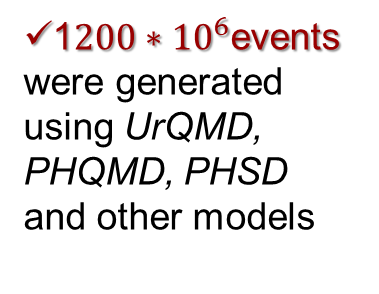 ✓1200 ∗ 10⁶events
were generated
using UrQMD,
PHQMD, PHSD
and other models